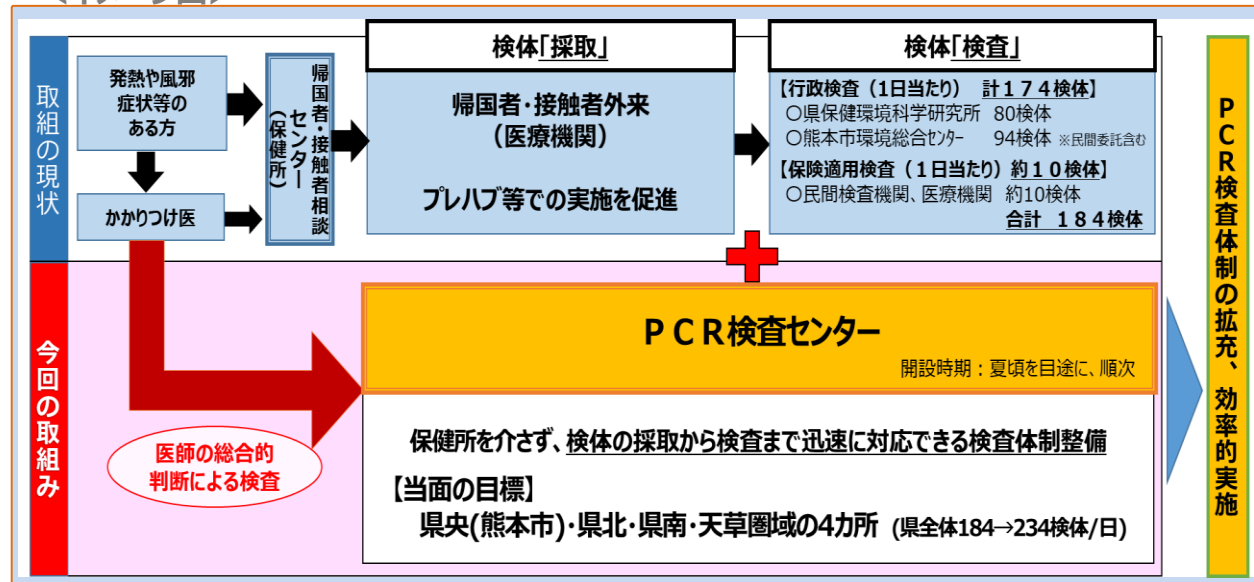 取組の現状
発熱や風邪
症状等の
ある方
かかりつけ医
帰国者・接触者相談
センター
(保健所)
検体「採取」
帰国者・接触者外来
(医療機関)
プレハブ等での実施を促進
検体「検査」
【行政検査(1日当たり) 計174検体】
○県保健環境科学研究所 80検体
○熊本市環境総合センター 94検体 ※民間委託含む
【保険適用検査(1日当たり) 約10検体】
○民間検査機関、医療機関 約10検体
合計 184検体
今回の取組み
医師の総合的
判断による検査
PCR検査センター
開設時期:夏頃を目途に、順次
保健所を介さず、検体の採取から検査まで迅速に対応できる検査体制整備
【当面の目標】
県央(熊本市)・県北・県南・天草圏域の4カ所 (県全体184→234検体/日)
PCR検査体制の拡充、効率的実施